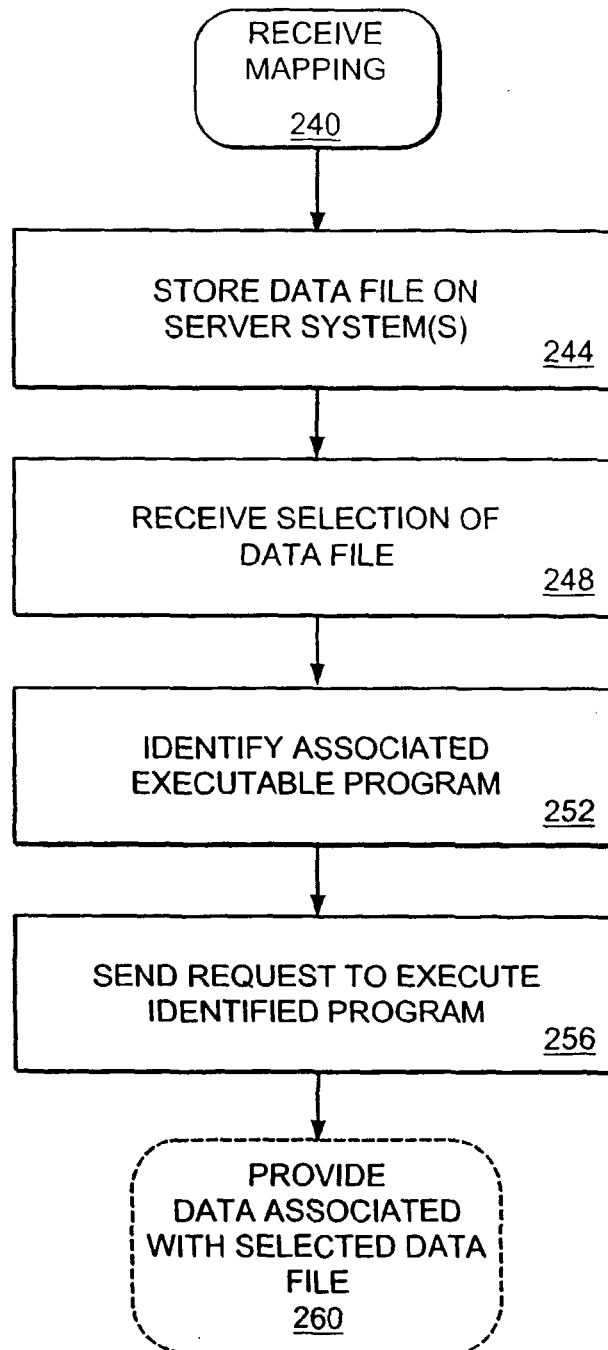 RECEIVE
MAPPING
240
STORE DATA FILE ON
SERVER SYSTEM(S)
244
RECEIVE SELECTION OF
DATA FILE
248
IDENTIFY ASSOCIATED
EXECUTABLE PROGRAM
252
SEND REQUEST TO EXECUTE
IDENTIFIED PROGRAM
256
PROVIDE
DATA ASSOCIATED
WITH SELECTED DATA
FILE
260